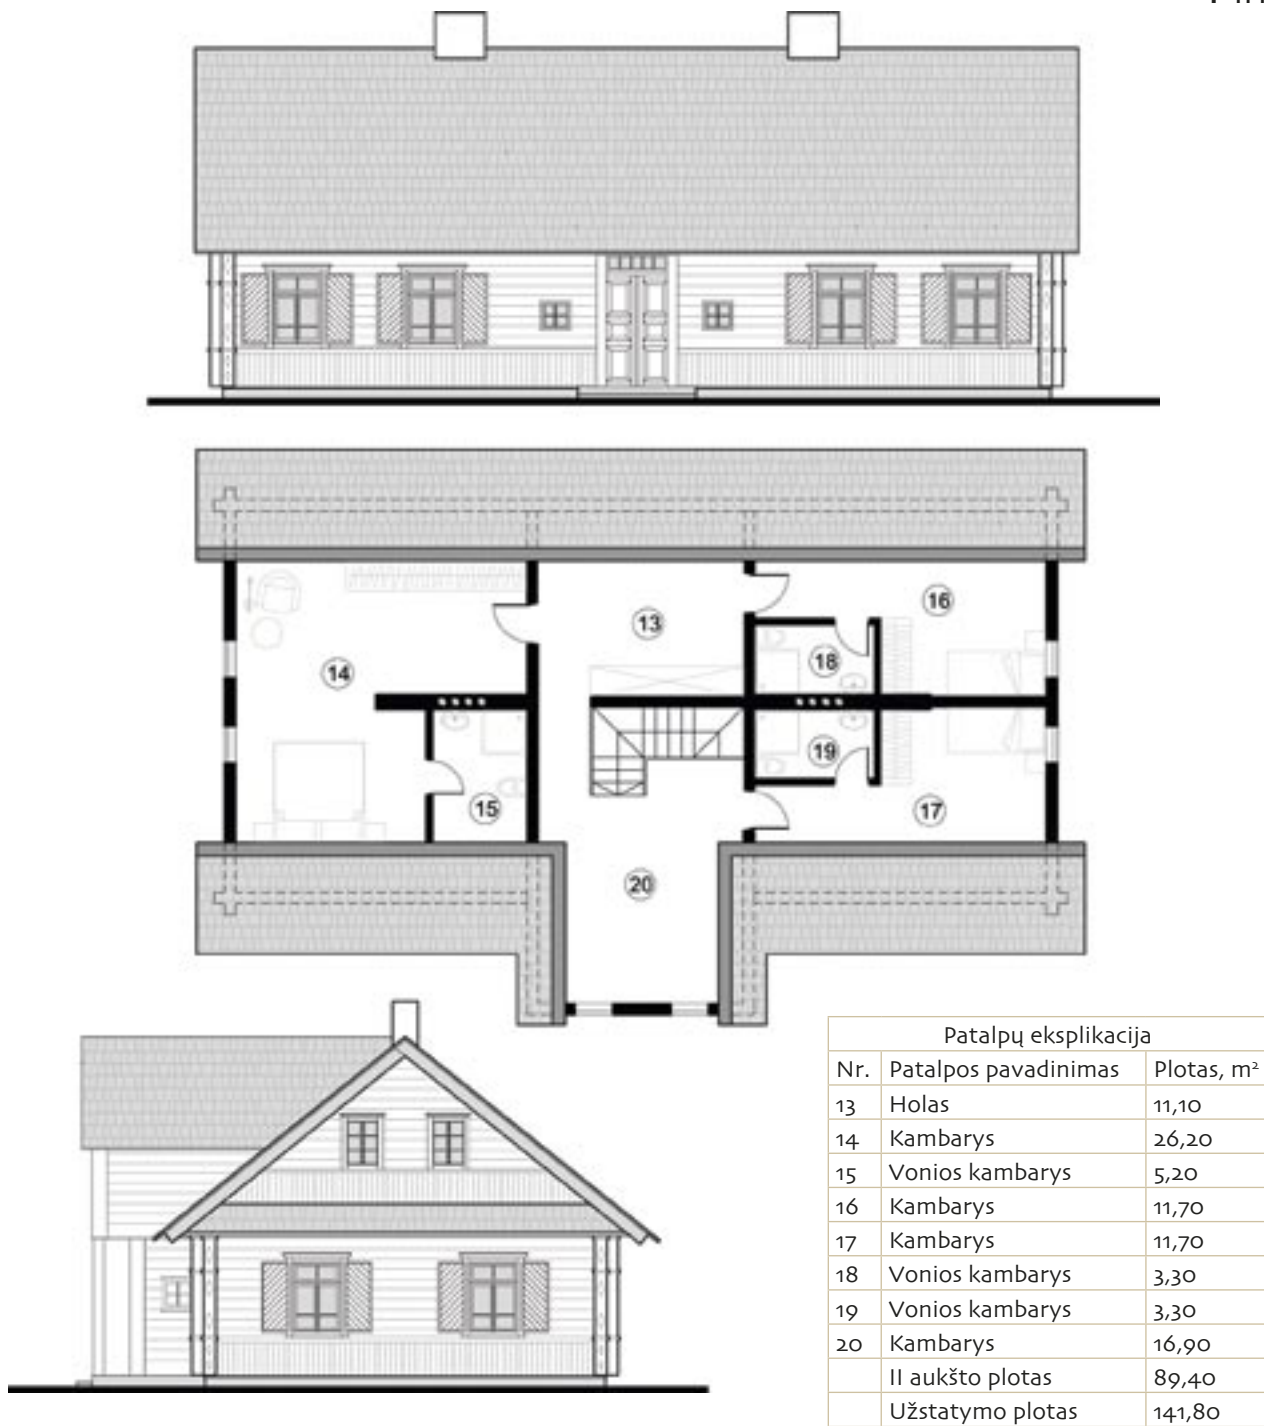 13
16
18
14
19
15
17
20
Patalpų eksplikacija
Nr. Patalpos pavadinimas Plotas, m²
13 Holas 11,10
14 Kambarys 26,20
15 Vonios kambarys 5,20
16 Kambarys 11,70
17 Kambarys 11,70
18 Vonios kambarys 3,30
19 Vonios kambarys 3,30
20 Kambarys 16,90
II aukšto plotas 89,40
Užstatymo plotas 141,80